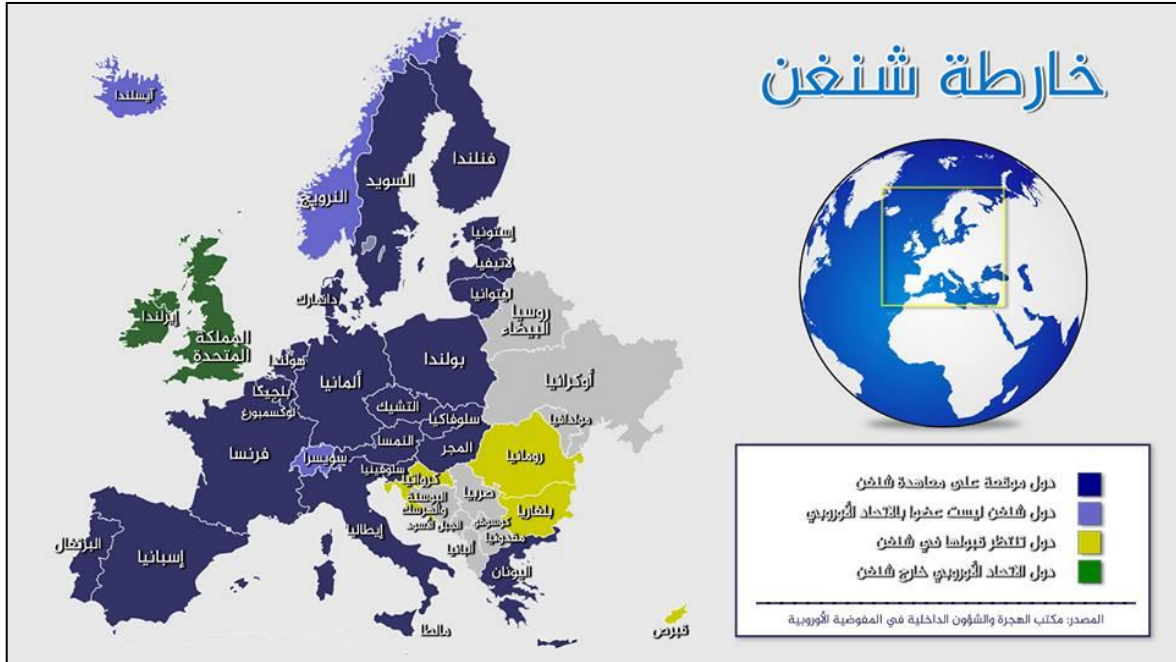 خارطة شنغن
آيسلندا
فنلندا
السويد
النرويج
إستونيا
لاتيفيا
ليتوانيا
دانمارك
روسيا
البيضاء
إيرلندا
المملكة
المتحدة
هولندا
بولندا
ألمانيا
بلجيكا
لوكسمبورغ
أوكرانيا
التشيك
سلوفاكيا
مولدافيا
النمسا
المجر
فرنسا
سويسرا
سلوفينيا
رومانيا
كرواتيا
البوسنة
والهرسك
صربيا
بلغاريا
الجبل الأسود
كوسوفو
مقدونيا
إيطاليا
ألبانيا
البرتغال
إسبانيا
اليونان
مالطا
قبرص
دول موقعة على معاهدة شنغن
دول شنغن ليست عضوا بالاتحاد الأوروبي
دول تنتظر قبولها في شنغن
دول الاتحاد الأوروبي خارج شنغن
المصدر: مكتب الهجرة والشؤون الداخلية في المفوضية الأوروبية